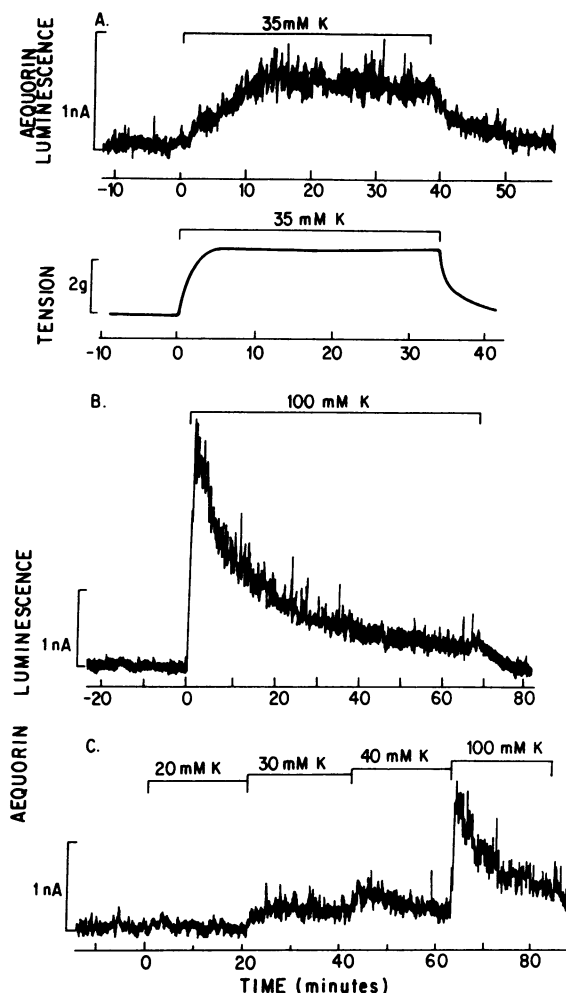 A.
35mM K
AEQUORIN
LUMINESCENCE
1nA
-10 0 10 20 30 40 50
35 mM K
TENSION
2g
-10 0 10 20 30 40
B.
100 mM K
LUMINESCENCE
1nA
-20 0 20 40 60 80
C.
20 mM K 30 mM K 40 mM K 100 mM K
AEQUORIN
1nA
0 20 40 60 80
TIME (minutes)